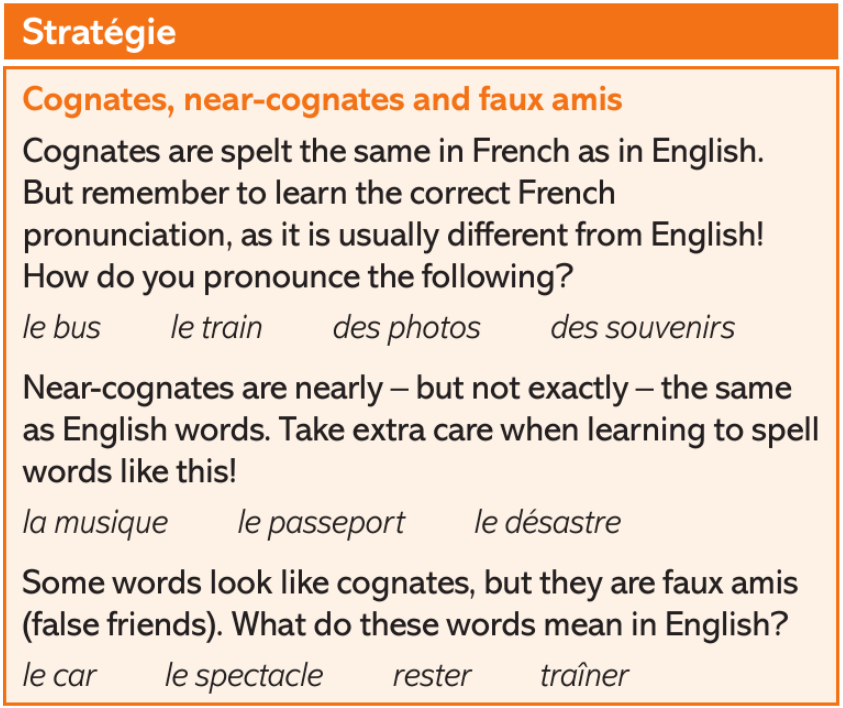 Stratégie
Cognates, near-cognates and faux amis
Cognates are spelt the same in French as in English.
But remember to learn the correct French
pronunciation, as it is usually different from English!
How do you pronounce the following?
le bus le train des photos des souvenirs
Near-cognates are nearly – but not exactly – the same
as English words. Take extra care when learning to spell
words like this!
la musique le passeport le désastre
Some words look like cognates, but they are faux amis
(false friends). What do these words mean in English?
le car le spectacle rester traîner